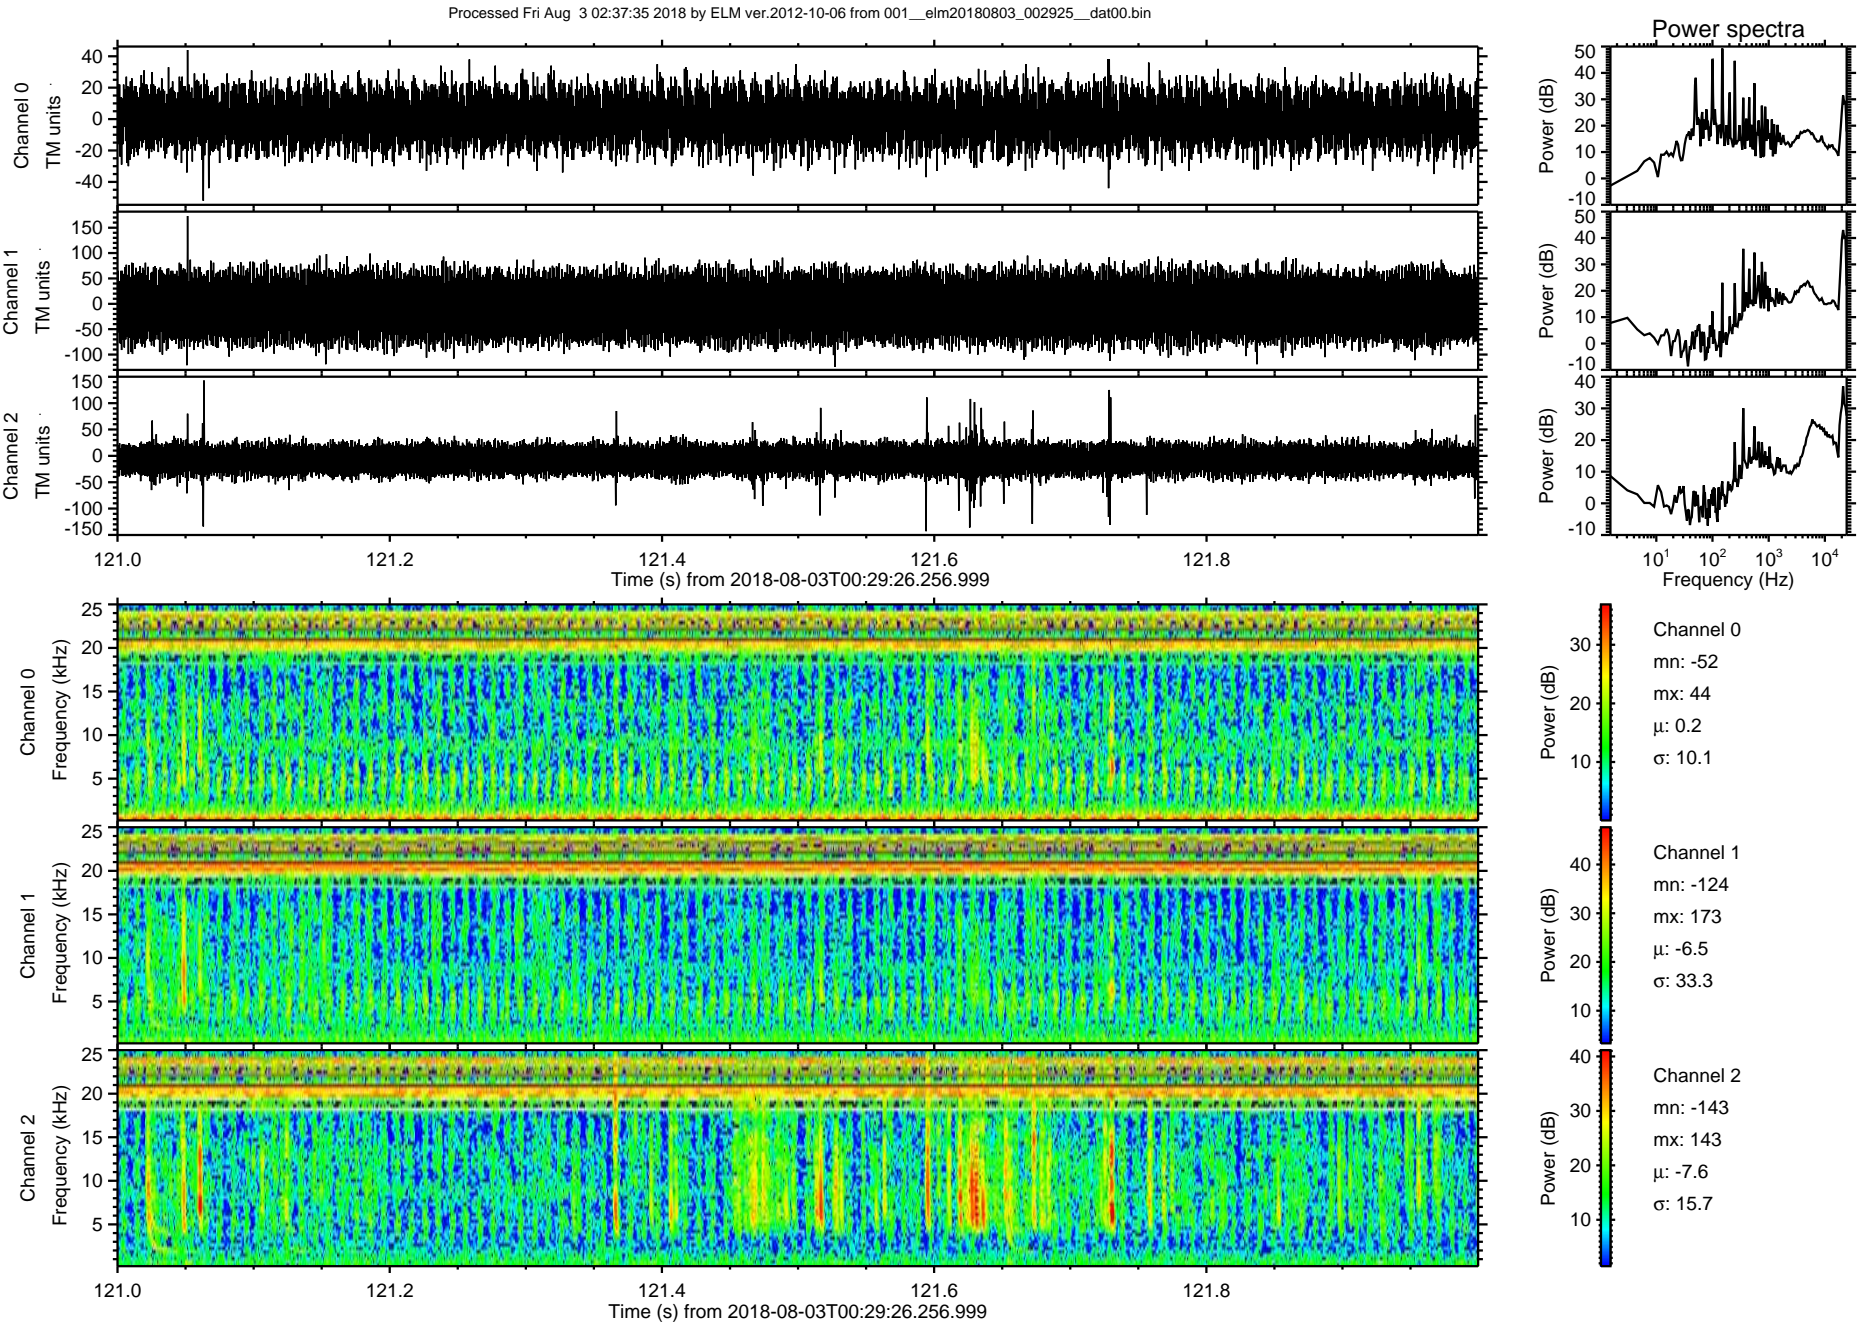 Processed Fri Aug  3 02:37:35 2018 by ELM ver.2012-10-06 from 001__elm20180803_002925__dat00.bin
Power spectra
Channel 0
TM units
40
20
0
-20
-40
Power (dB)
50
40
30
20
10
0
-10
Channel 1
TM units
150
100
50
0
-50
-100
Power (dB)
50
40
30
20
10
0
-10
Channel 2
TM units
150
100
50
0
-50
-100
-150
Power (dB)
40
30
20
10
0
-10
121.0 121.2 121.4 121.6 121.8
Time (s) from 2018-08-03T00:29:26.256.999
10^1 10^2 10^3 10^4
Frequency (Hz)
Channel 0
Frequency (kHz)
25
20
15
10
5
Power (dB)
30
20
10
Channel 0
mn: -52
mx: 44
µ: 0.2
σ: 10.1
Channel 1
Frequency (kHz)
25
20
15
10
5
Power (dB)
40
30
20
10
Channel 1
mn: -124
mx: 173
µ: -6.5
σ: 33.3
Channel 2
Frequency (kHz)
25
20
15
10
5
Power (dB)
40
30
20
10
Channel 2
mn: -143
mx: 143
µ: -7.6
σ: 15.7
121.0 121.2 121.4 121.6 121.8
Time (s) from 2018-08-03T00:29:26.256.999